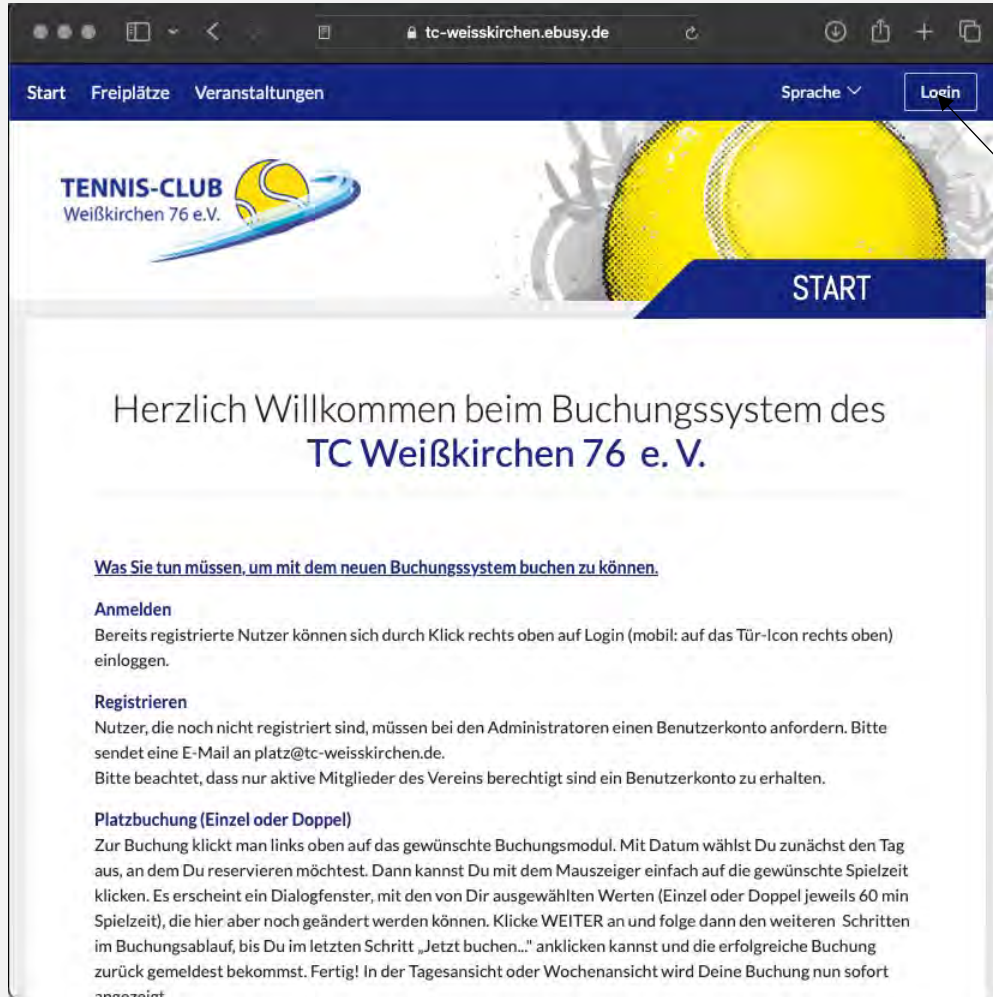 tc-weisskirchen.ebusy.de
Start Freiplätze Veranstaltungen Sprache Login
TENNIS-CLUB
Weißkirchen 76 e.V.
START
Herzlich Willkommen beim Buchungssystem des
TC Weißkirchen 76 e. V.
Was Sie tun müssen, um mit dem neuen Buchungssystem buchen zu können.
Anmelden
Bereits registrierte Nutzer können sich durch Klick rechts oben auf Login (mobil: auf das Tür-Icon rechts oben)
einloggen.
Registrieren
Nutzer, die noch nicht registriert sind, müssen bei den Administratoren einen Benutzerkonto anfordern. Bitte
sendet eine E-Mail an platz@tc-weisskirchen.de.
Bitte beachtet, dass nur aktive Mitglieder des Vereins berechtigt sind ein Benutzerkonto zu erhalten.
Platzbuchung (Einzel oder Doppel)
Zur Buchung klickt man links oben auf das gewünschte Buchungsmodul. Mit Datum wählst Du zunächst den Tag
aus, an dem Du reservieren möchtest. Dann kannst Du mit dem Mauszeiger einfach auf die gewünschte Spielzeit
klicken. Es erscheint ein Dialogfenster, mit den von Dir ausgewählten Werten (Einzel oder Doppel jeweils 60 min
Spielzeit), die hier aber noch geändert werden können. Klicke WEITER an und folge dann den weiteren Schritten
im Buchungsablauf, bis Du im letzten Schritt „Jetzt buchen..." anklicken kannst und die erfolgreiche Buchung
zurück gemeldest bekommst. Fertig! In der Tagesansicht oder Wochenansicht wird Deine Buchung nun sofort
angezeigt